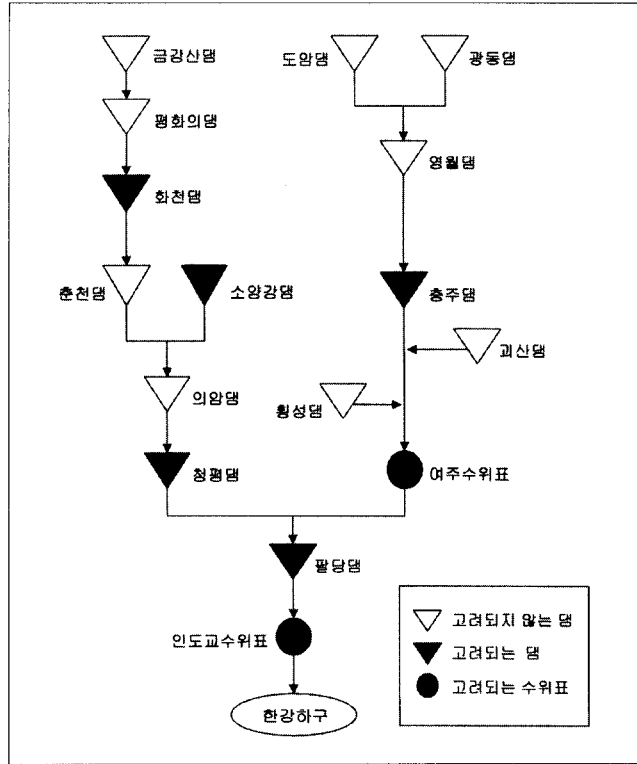 금강산댐
도암댐
광동댐
평화의댐
영월댐
화천댐
춘천댐
소양강댐
충주댐
괴산댐
의암댐
횡성댐
청평댐
여주수위표
팔당댐
인도교수위표
한강하구
고려되지 않는 댐
고려되는 댐
고려되는 수위표